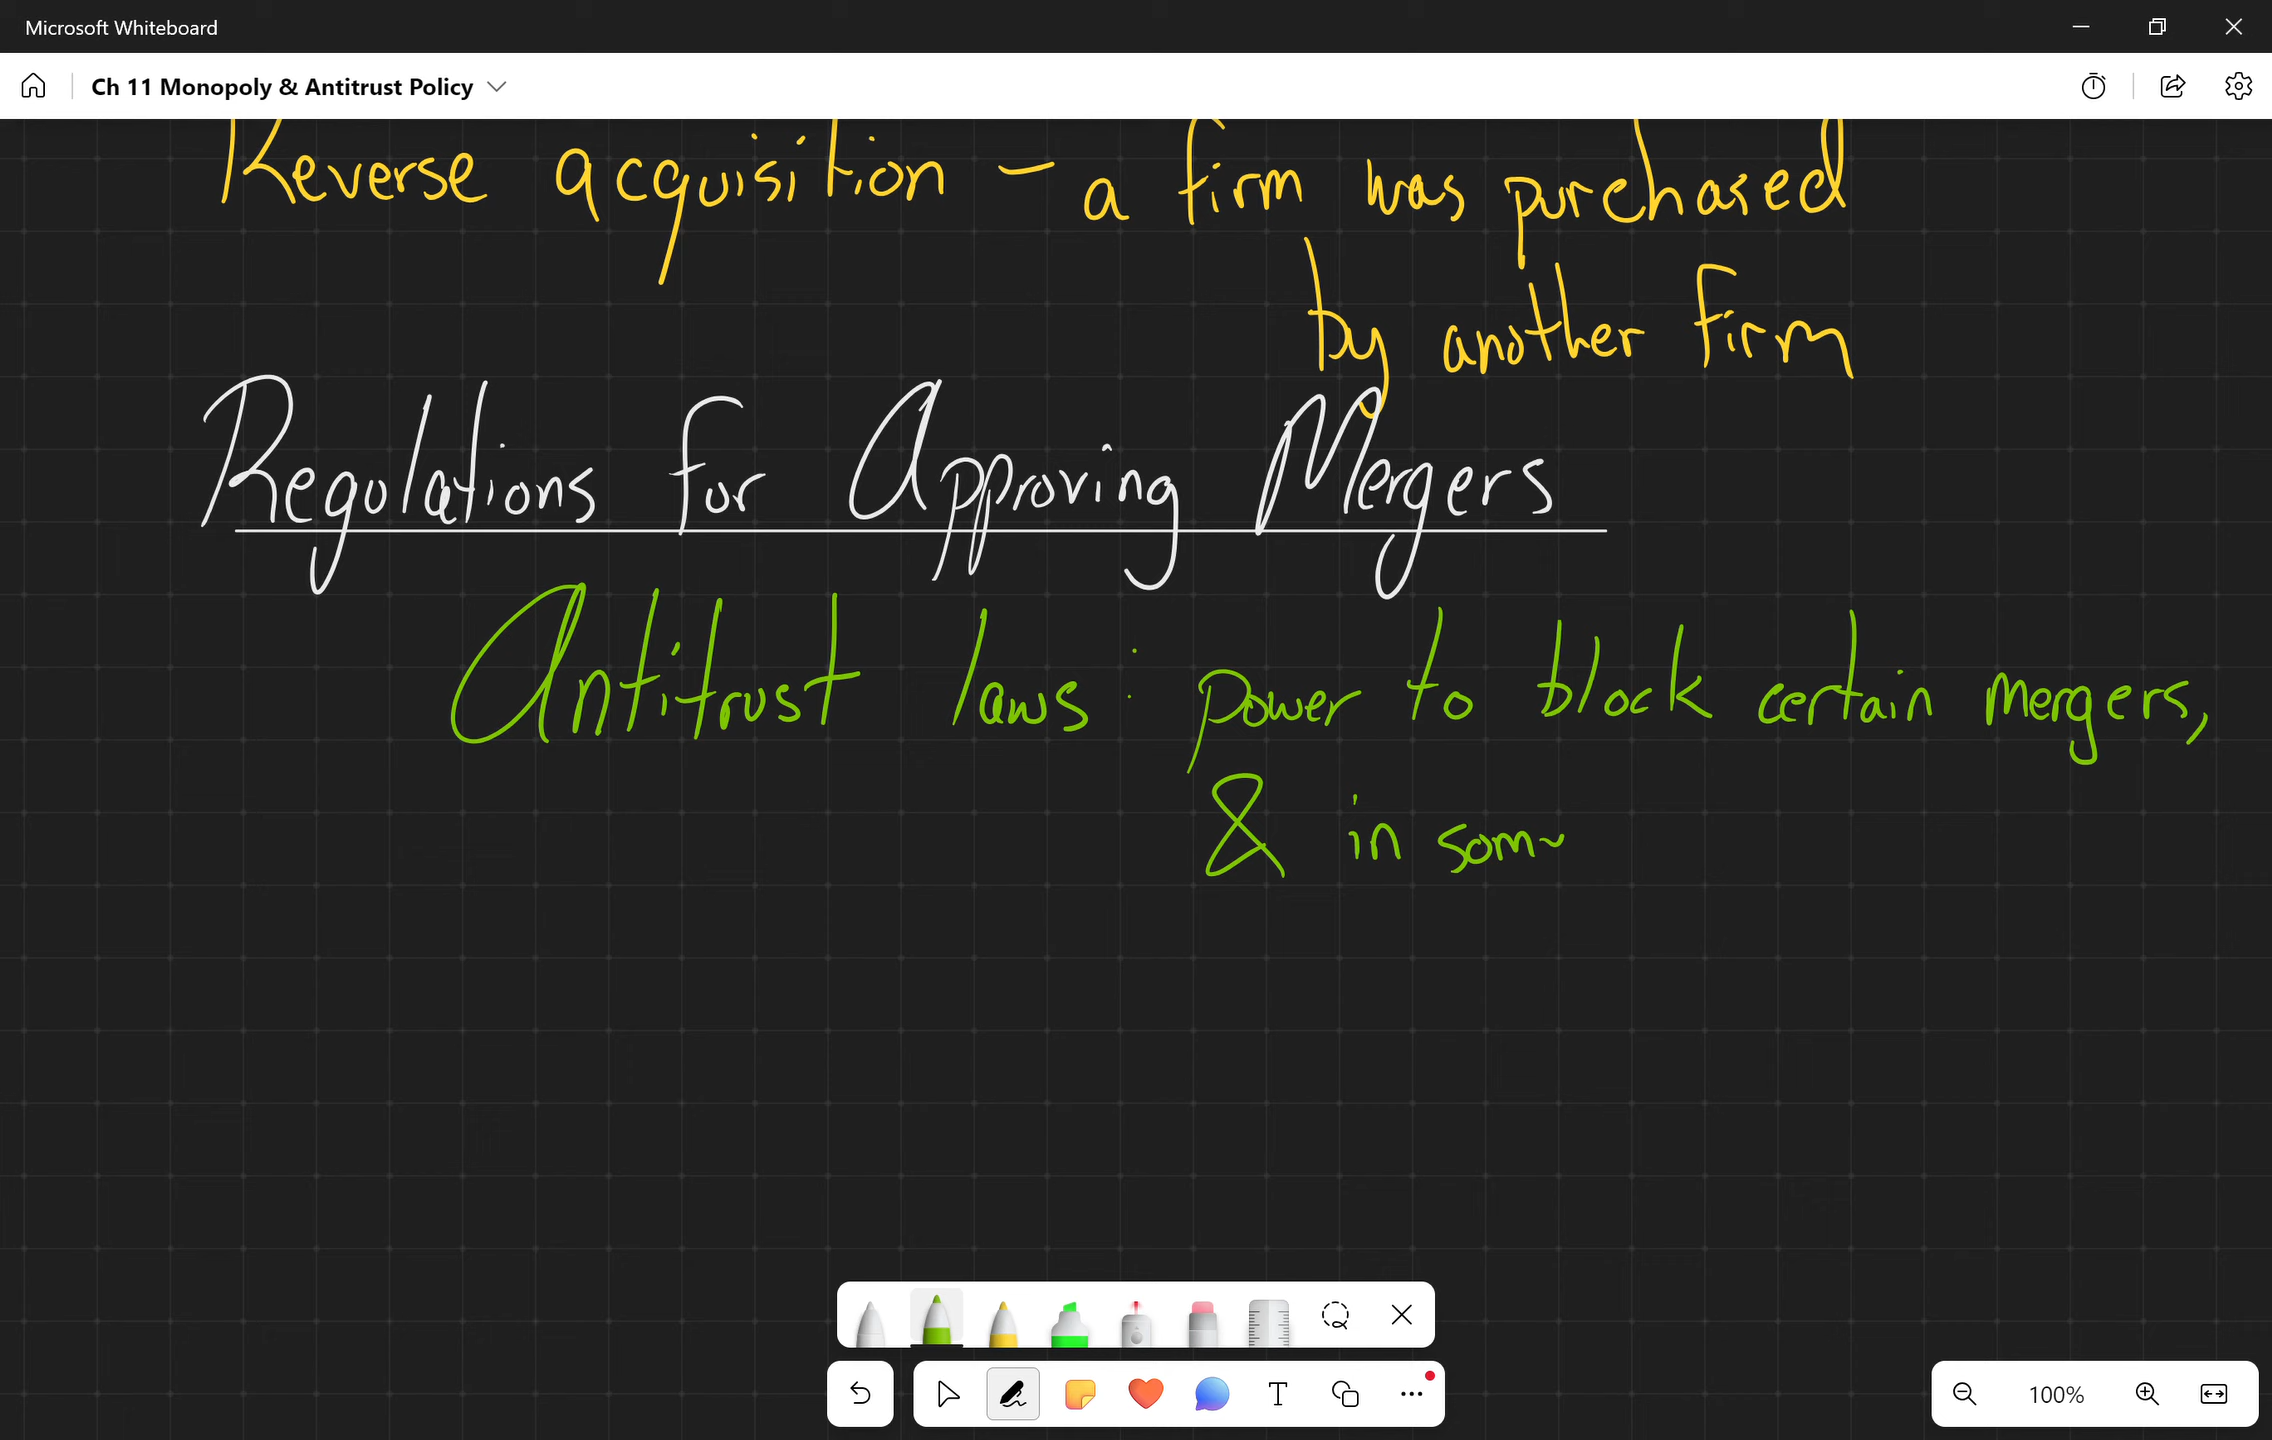 Microsoft Whiteboard
Ch 11 Monopoly & Antitrust Policy
Reverse acquisition – a firm was purchased
by another firm
Regulations for Approving Mergers
Antitrust laws: power to block certain mergers,
& in som
100%